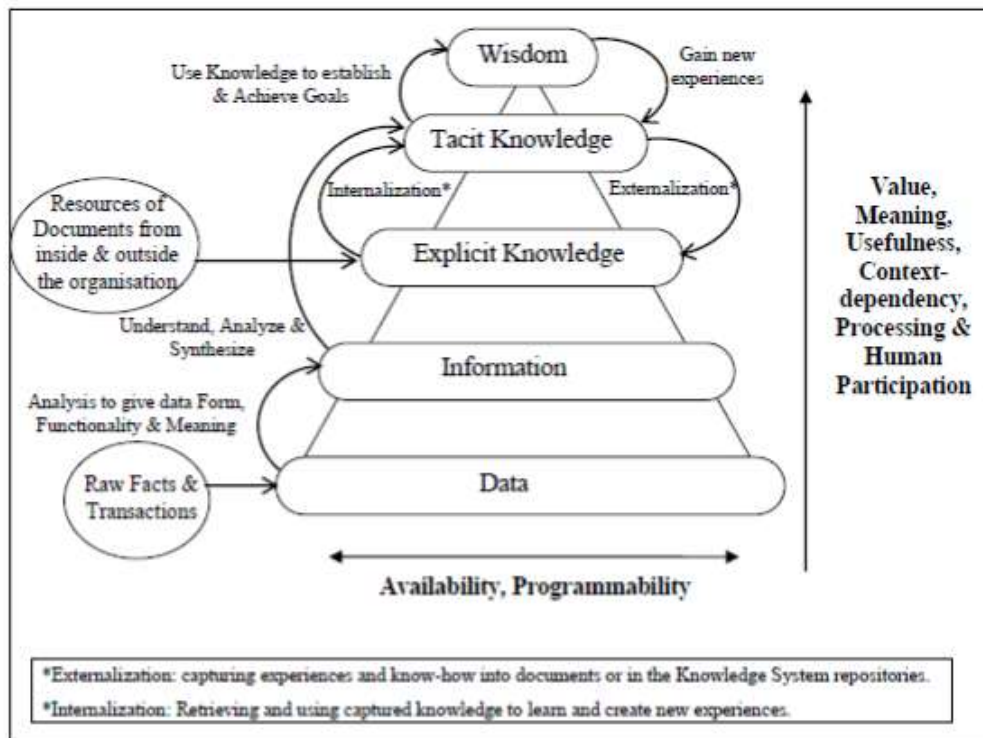 Wisdom
Gain new
experiences
Use Knowledge to establish
& Achieve Goals
Tacit Knowledge
Internalization*
Externalization*
Resources of
Documents from
inside & outside
the organisation
Explicit Knowledge
Understand, Analyze &
Synthesize
Information
Analysis to give data Form,
Functionality & Meaning
Raw Facts &
Transactions
Data
Value,
Meaning,
Usefulness,
Context-
dependency,
Processing &
Human
Participation
Availability, Programmability
*Externalization: capturing experiences and know-how into documents or in the Knowledge System repositories.
*Internalization: Retrieving and using captured knowledge to learn and create new experiences.